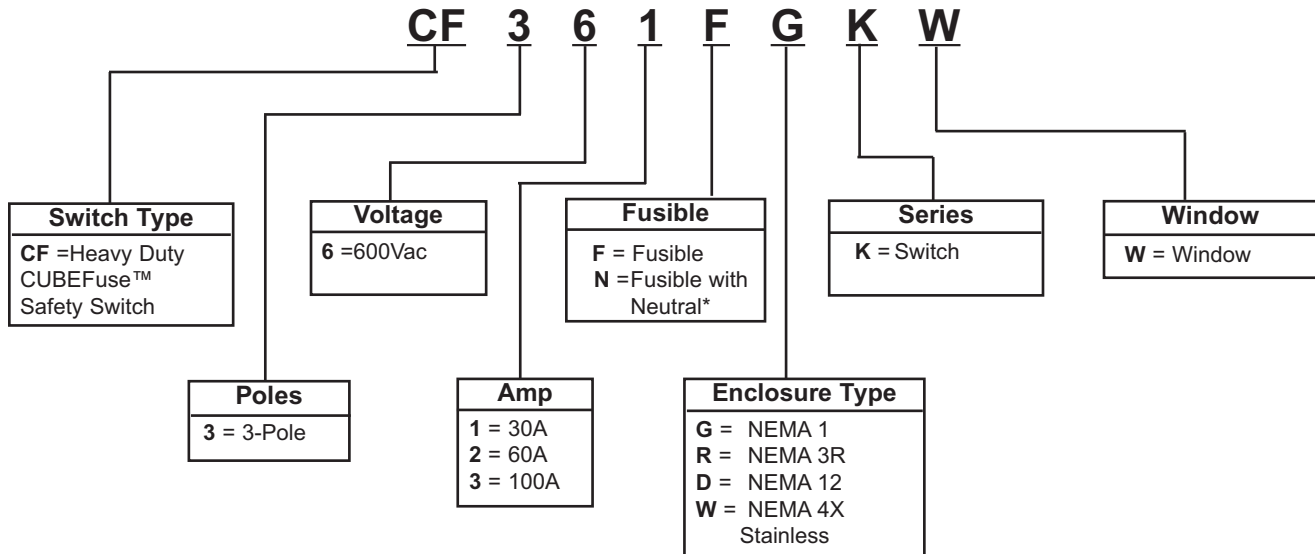 CF 3 6 1 F G K W
Switch Type
CF =Heavy Duty
CUBEFuse™
Safety Switch
Voltage
6 =600Vac
Fusible
F = Fusible
N =Fusible with
Neutral*
Series
K = Switch
Window
W = Window
Poles
3 = 3-Pole
Amp
1 = 30A
2 = 60A
3 = 100A
Enclosure Type
G = NEMA 1
R = NEMA 3R
D = NEMA 12
W = NEMA 4X
Stainless